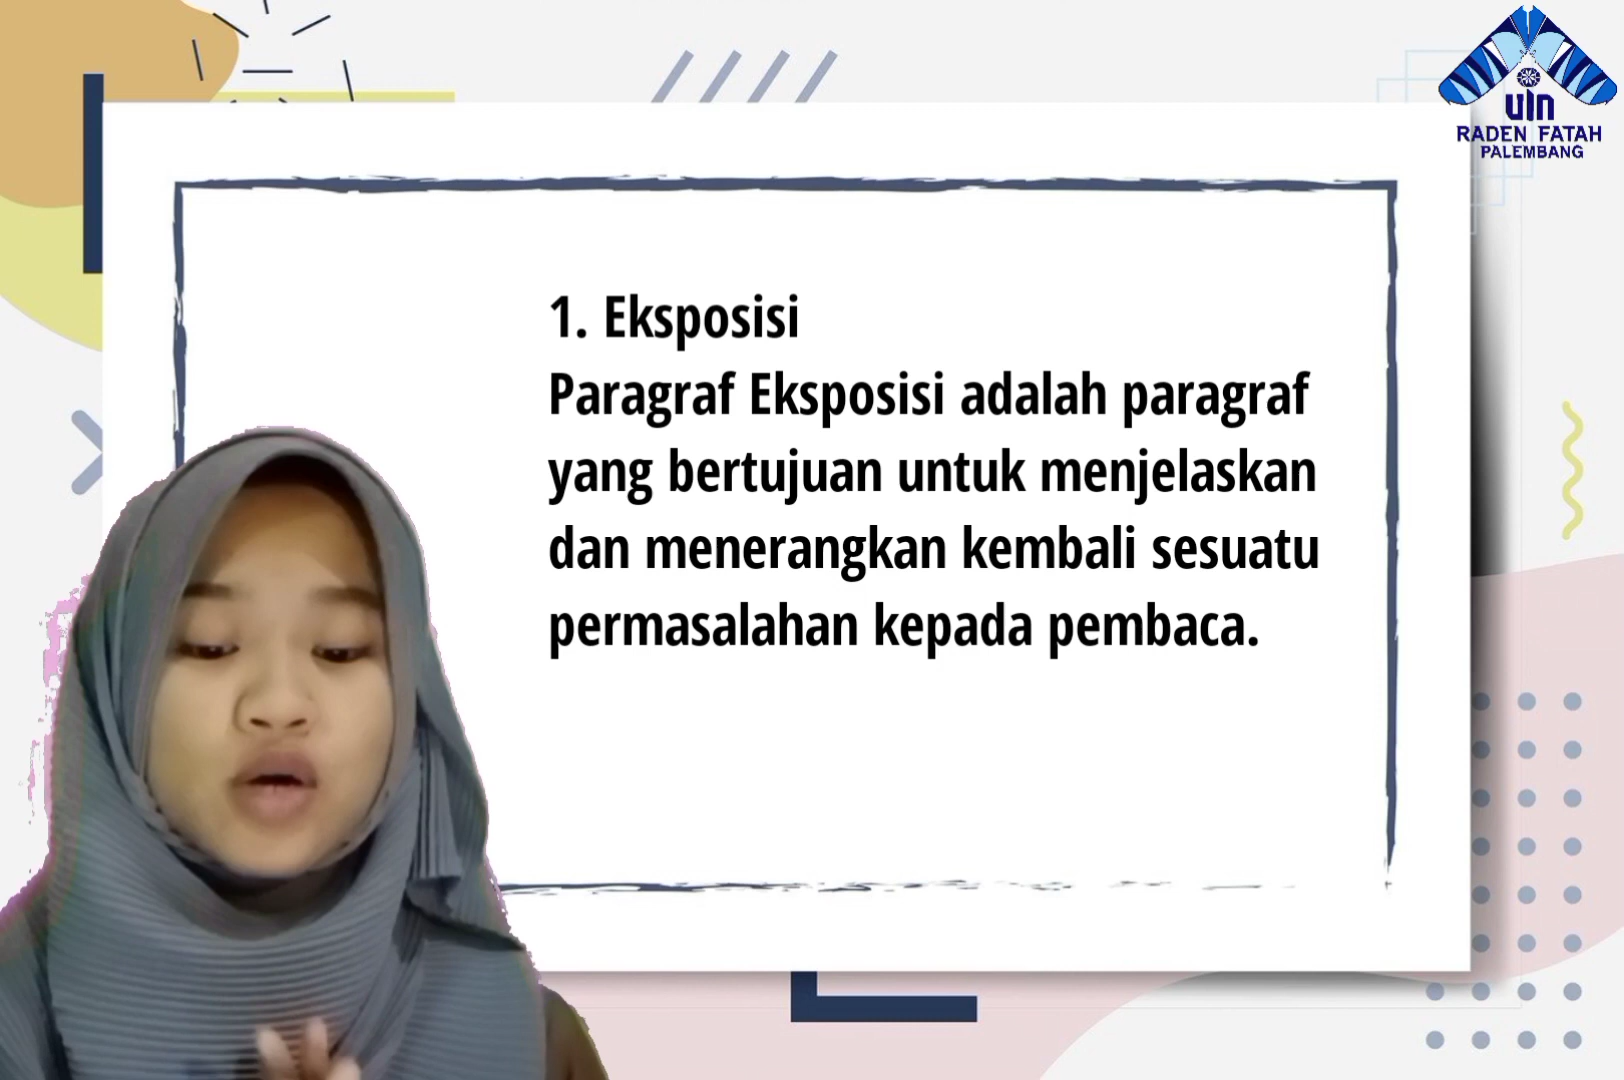 uin
RADEN FATAH
PALEMBANG
1. Eksposisi
Paragraf Eksposisi adalah paragraf
yang bertujuan untuk menjelaskan
dan menerangkan kembali sesuatu
permasalahan kepada pembaca.